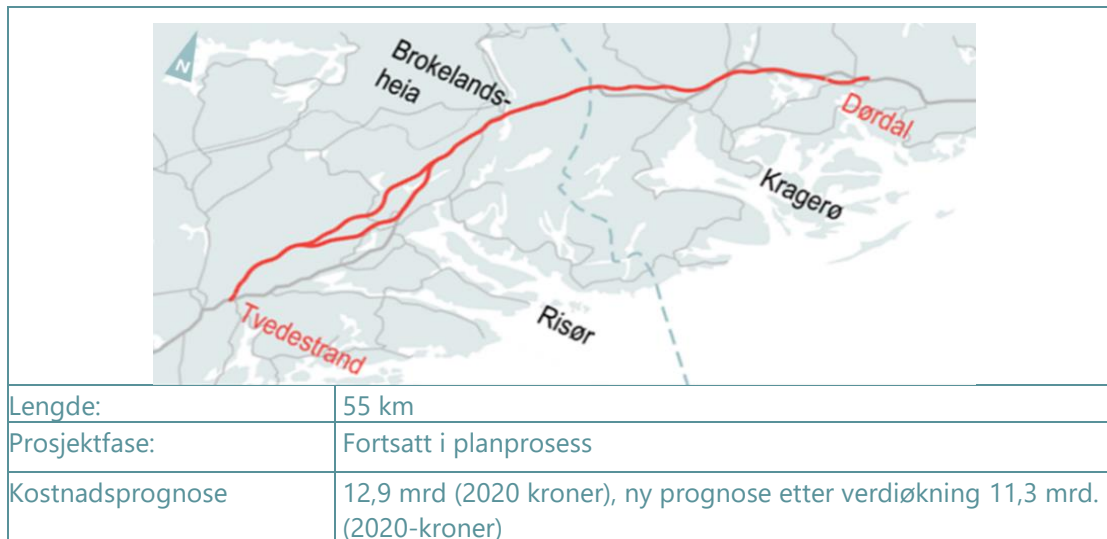 N
Brokelands-
heia
Dørdal
Kragerø
Risør
Tvedestrand
Lengde: 55 km
Prosjektfase: Fortsatt i planprosess
Kostnadsprognose 12,9 mrd (2020 kroner), ny prognose etter verdiøkning 11,3 mrd.
(2020-kroner)